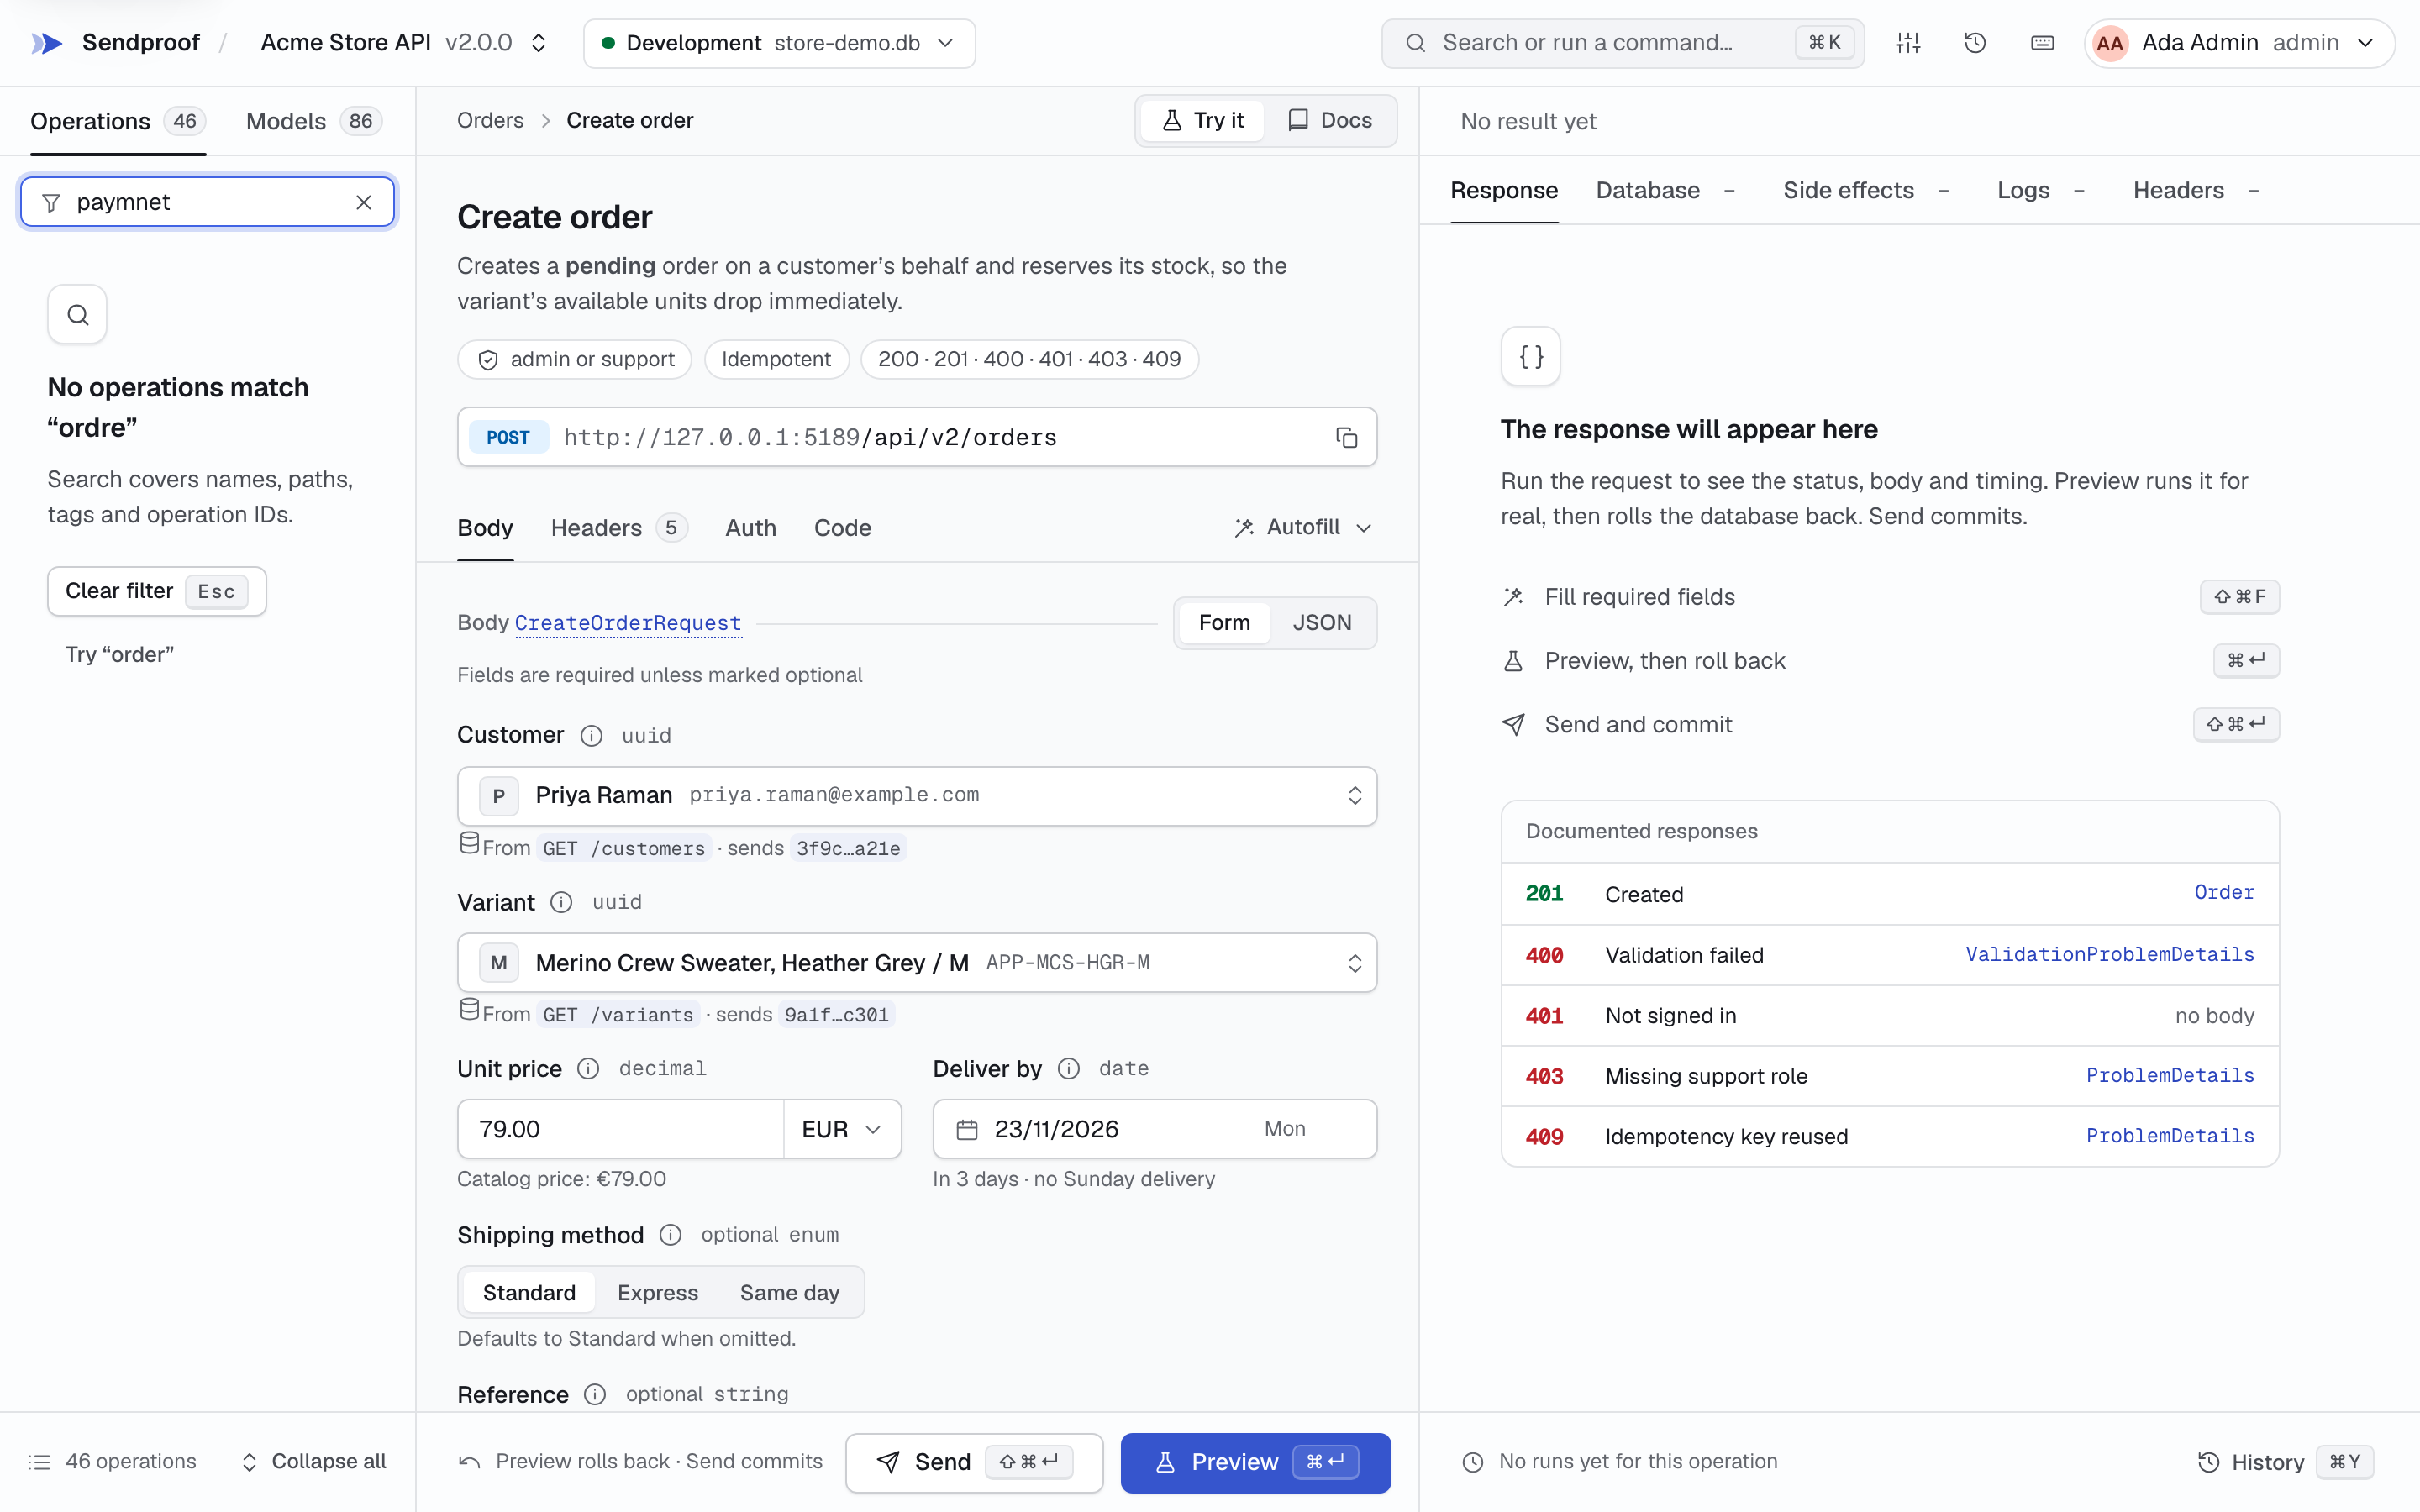 Sendproof / Acme Store API v2.0.0
Development store-demo.db
Search or run a command… ⌘K
AA Ada Admin admin
Operations 46 Models 86
paymnet
No operations match
“ordre”
Search covers names, paths,
tags and operation IDs.
Clear filter Esc
Try “order”
46 operations Collapse all
Orders > Create order
Try it Docs
Create order
Creates a pending order on a customer’s behalf and reserves its stock, so the
variant’s available units drop immediately.
admin or support Idempotent 200 · 201 · 400 · 401 · 403 · 409
POST http://127.0.0.1:5189/api/v2/orders
Body Headers 5 Auth Code Autofill
Body CreateOrderRequest Form JSON
Fields are required unless marked optional
Customer uuid
P Priya Raman priya.raman@example.com
From GET /customers · sends 3f9c…a21e
Variant uuid
M Merino Crew Sweater, Heather Grey / M APP-MCS-HGR-M
From GET /variants · sends 9a1f…c301
Unit price decimal Deliver by date
79.00 EUR 23/11/2026 Mon
Catalog price: €79.00 In 3 days · no Sunday delivery
Shipping method optional enum
Standard Express Same day
Defaults to Standard when omitted.
Reference optional string
Preview rolls back · Send commits Send ⇧⌘↵ Preview ⌘↵
No result yet
Response Database – Side effects – Logs – Headers –
{ }
The response will appear here
Run the request to see the status, body and timing. Preview runs it for
real, then rolls the database back. Send commits.
Fill required fields ⇧⌘F
Preview, then roll back ⌘↵
Send and commit ⇧⌘↵
Documented responses
201 Created Order
400 Validation failed ValidationProblemDetails
401 Not signed in no body
403 Missing support role ProblemDetails
409 Idempotency key reused ProblemDetails
No runs yet for this operation History ⌘Y